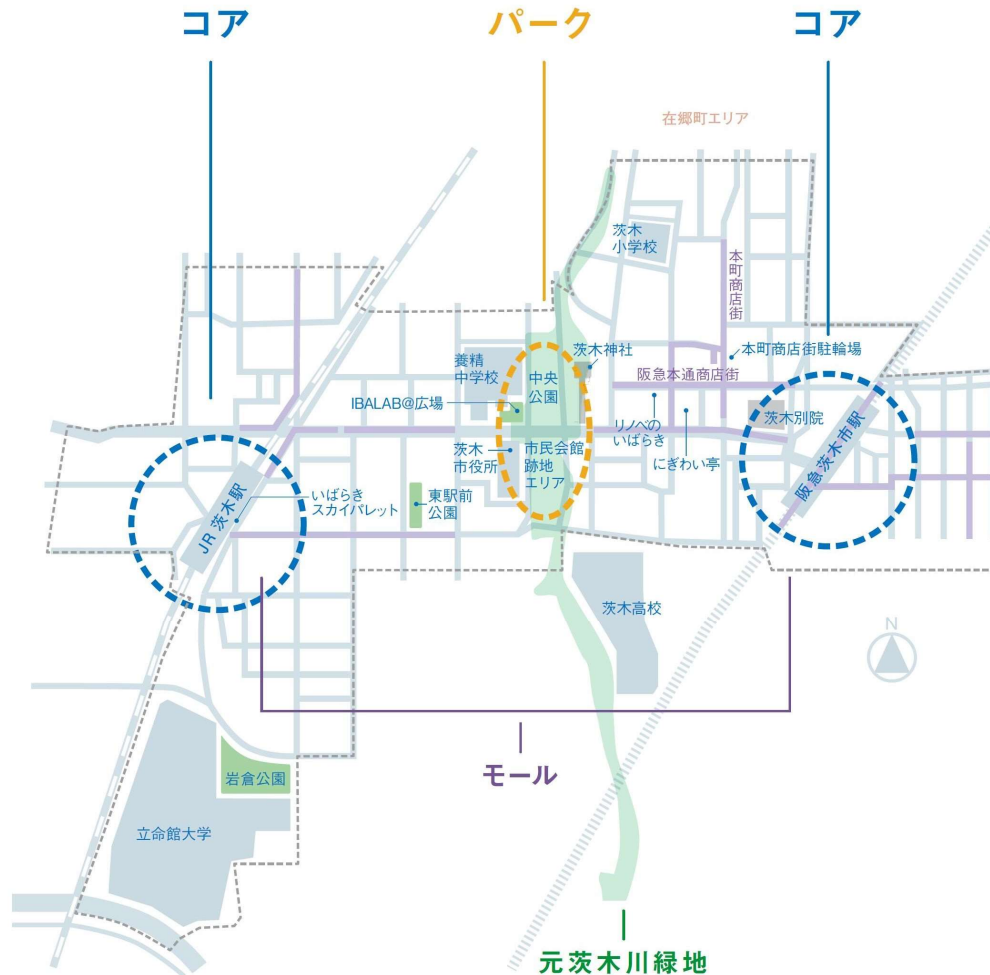 コア
パーク
コア
在郷町エリア
茨木
小学校
本町商店街
養精
中学校
中央
公園
茨木神社
本町商店街駐輪場
阪急本通商店街
IBALAB@広場
リノベの
いばらき
にぎわい亭
茨木別院
阪急茨木市駅
茨木
市役所
市民会館
跡地
エリア
JR 茨木駅
いばらき
スカイパレット
東駅前
公園
茨木高校
N
モール
岩倉公園
立命館大学
元茨木川緑地